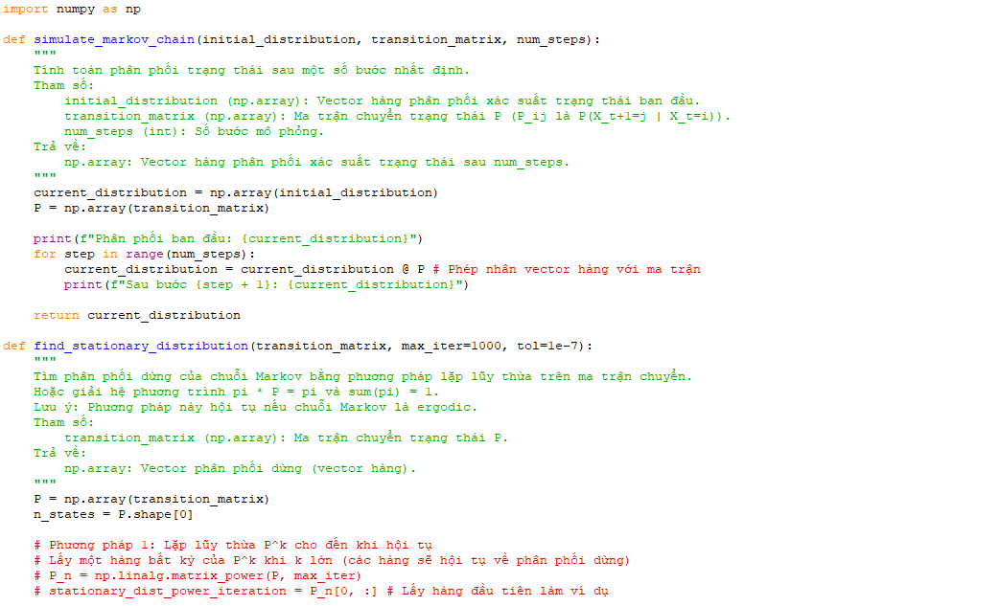 import numpy as np
def simulate_markov_chain(initial_distribution, transition_matrix, num_steps):
"""
Tính toán phân phối trạng thái sau một số bước nhất định.
Tham số:
initial_distribution (np.array): Vector hàng phân phối xác suất trạng thái ban đầu.
transition_matrix (np.array): Ma trận chuyển trạng thái P (P_ij là P(X_t+1=j | X_t=i)).
num_steps (int): Số bước mô phỏng.
Trả về:
np.array: Vector hàng phân phối xác suất trạng thái sau num_steps.
"""
current_distribution = np.array(initial_distribution)
P = np.array(transition_matrix)
print(f"Phân phối ban đầu: {current_distribution}")
for step in range(num_steps):
current_distribution = current_distribution @ P # Phép nhân vector hàng với ma trận
print(f"Sau bước {step + 1}: {current_distribution}")
return current_distribution
def find_stationary_distribution(transition_matrix, max_iter=1000, tol=1e-7):
"""
Tìm phân phối dừng của chuỗi Markov bằng phương pháp lặp lũy thừa trên ma trận chuyển.
Hoặc giải hệ phương trình pi * P = pi và sum(pi) = 1.
Lưu ý: Phương pháp này hội tụ nếu chuỗi Markov là ergodic.
Tham số:
transition_matrix (np.array): Ma trận chuyển trạng thái P.
Trả về:
np.array: Vector phân phối dừng (vector hàng).
"""
P = np.array(transition_matrix)
n_states = P.shape[0]
# Phương pháp 1: Lặp lũy thừa P^k cho đến khi hội tụ
# Lấy một hàng bất kỳ của P^k khi k lớn (các hàng sẽ hội tụ về phân phối dừng)
# P_n = np.linalg.matrix_power(P, max_iter)
# stationary_dist_power_iteration = P_n[0, :] # Lấy hàng đầu tiên làm ví dụ